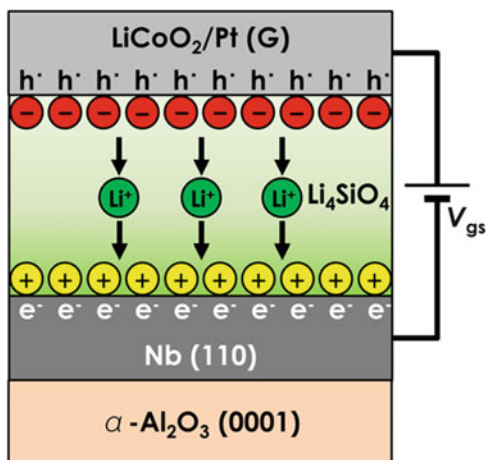 LiCoO₂/Pt (G)
h· h· h· h· h· h· h· h· h·
− − − − − − − − − −
Li⁺ Li⁺ Li⁺ Li₄SiO₄
V_gs
+ + + + + + + + + +
e⁻ e⁻ e⁻ e⁻ e⁻ e⁻ e⁻ e⁻ e⁻
Nb (110)
α-Al₂O₃ (0001)